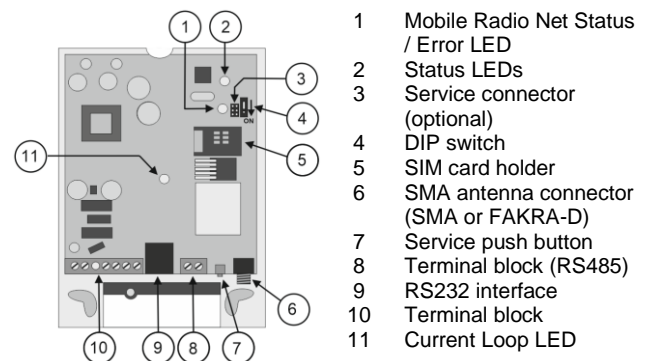 1 Mobile Radio Net Status
/ Error LED
2 Status LEDs
3 Service connector
(optional)
4 DIP switch
5 SIM card holder
6 SMA antenna connector
(SMA or FAKRA-D)
7 Service push button
8 Terminal block (RS485)
9 RS232 interface
10 Terminal block
11 Current Loop LED
1
2
3
4
ON
5
11
6
10
9
8
7